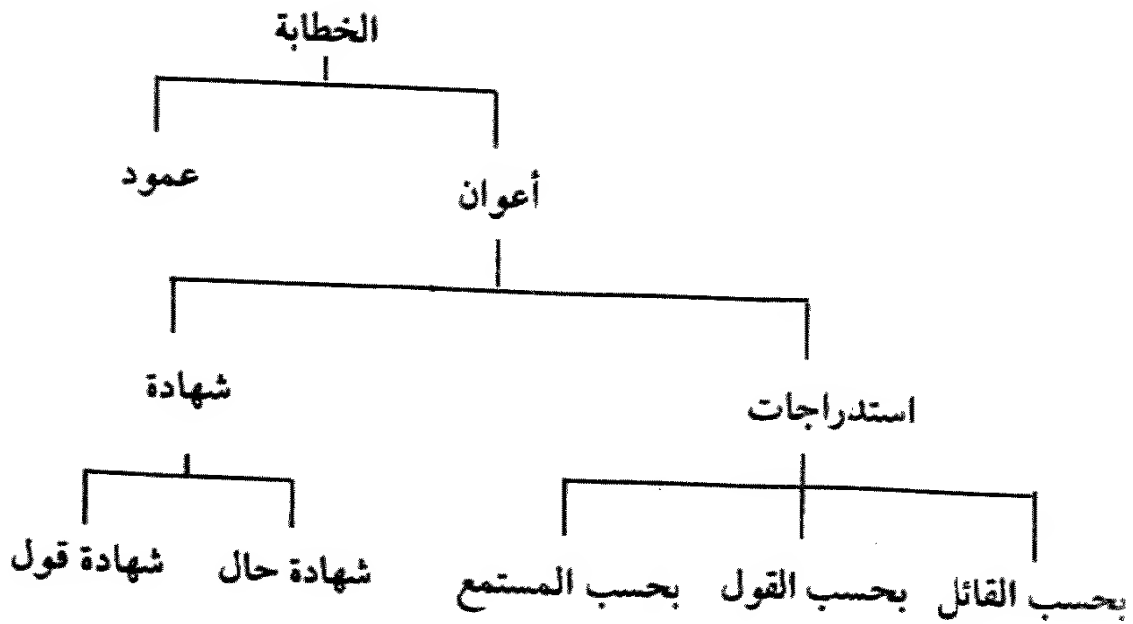 الخطابة
أعوان عمود
استدراجات شهادة
بحسب القائل بحسب القول بحسب المستمع شهادة حال شهادة قول